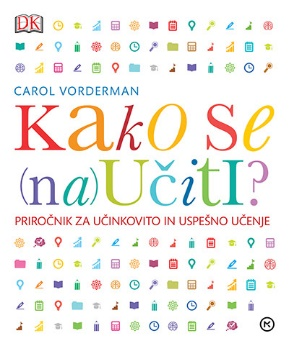 DK
CAROL VORDERMAN
Kako se
(na)Učiti?
PRIROČNIK ZA UČINKOVITO IN USPEŠNO UČENJE
M